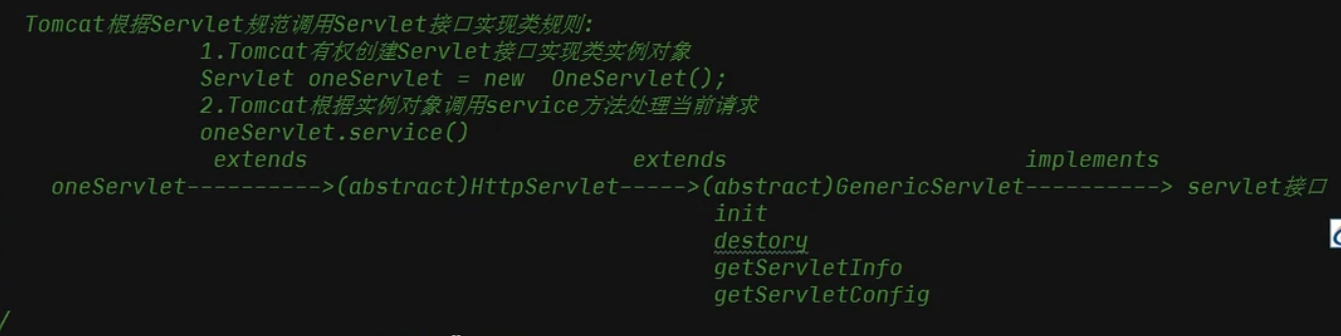 Tomcat根据Servlet规范调用Servlet接口实现类规则:
1.Tomcat有权创建Servlet接口实现类实例对象
Servlet oneServlet = new  OneServlet();
2.Tomcat根据实例对象调用service方法处理当前请求
oneServlet.service()
extends extends implements
oneServlet---------->(abstract)HttpServlet----->(abstract)GenericServlet----------> servlet接口
init
destory
getServletInfo
getServletConfig
/